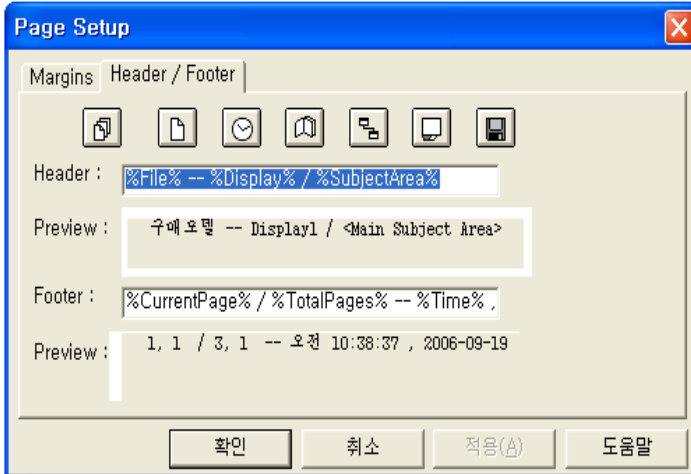 Page Setup
Margins Header / Footer
Header : %File% -- %Display% / %SubjectArea%
Preview : 구매모델 -- Display1 / <Main Subject Area>
Footer : %CurrentPage% / %TotalPages% -- %Time% ,
Preview : 1, 1 / 3, 1 -- 오전 10:38:37 , 2006-09-19
확인 취소 적용(A) 도움말